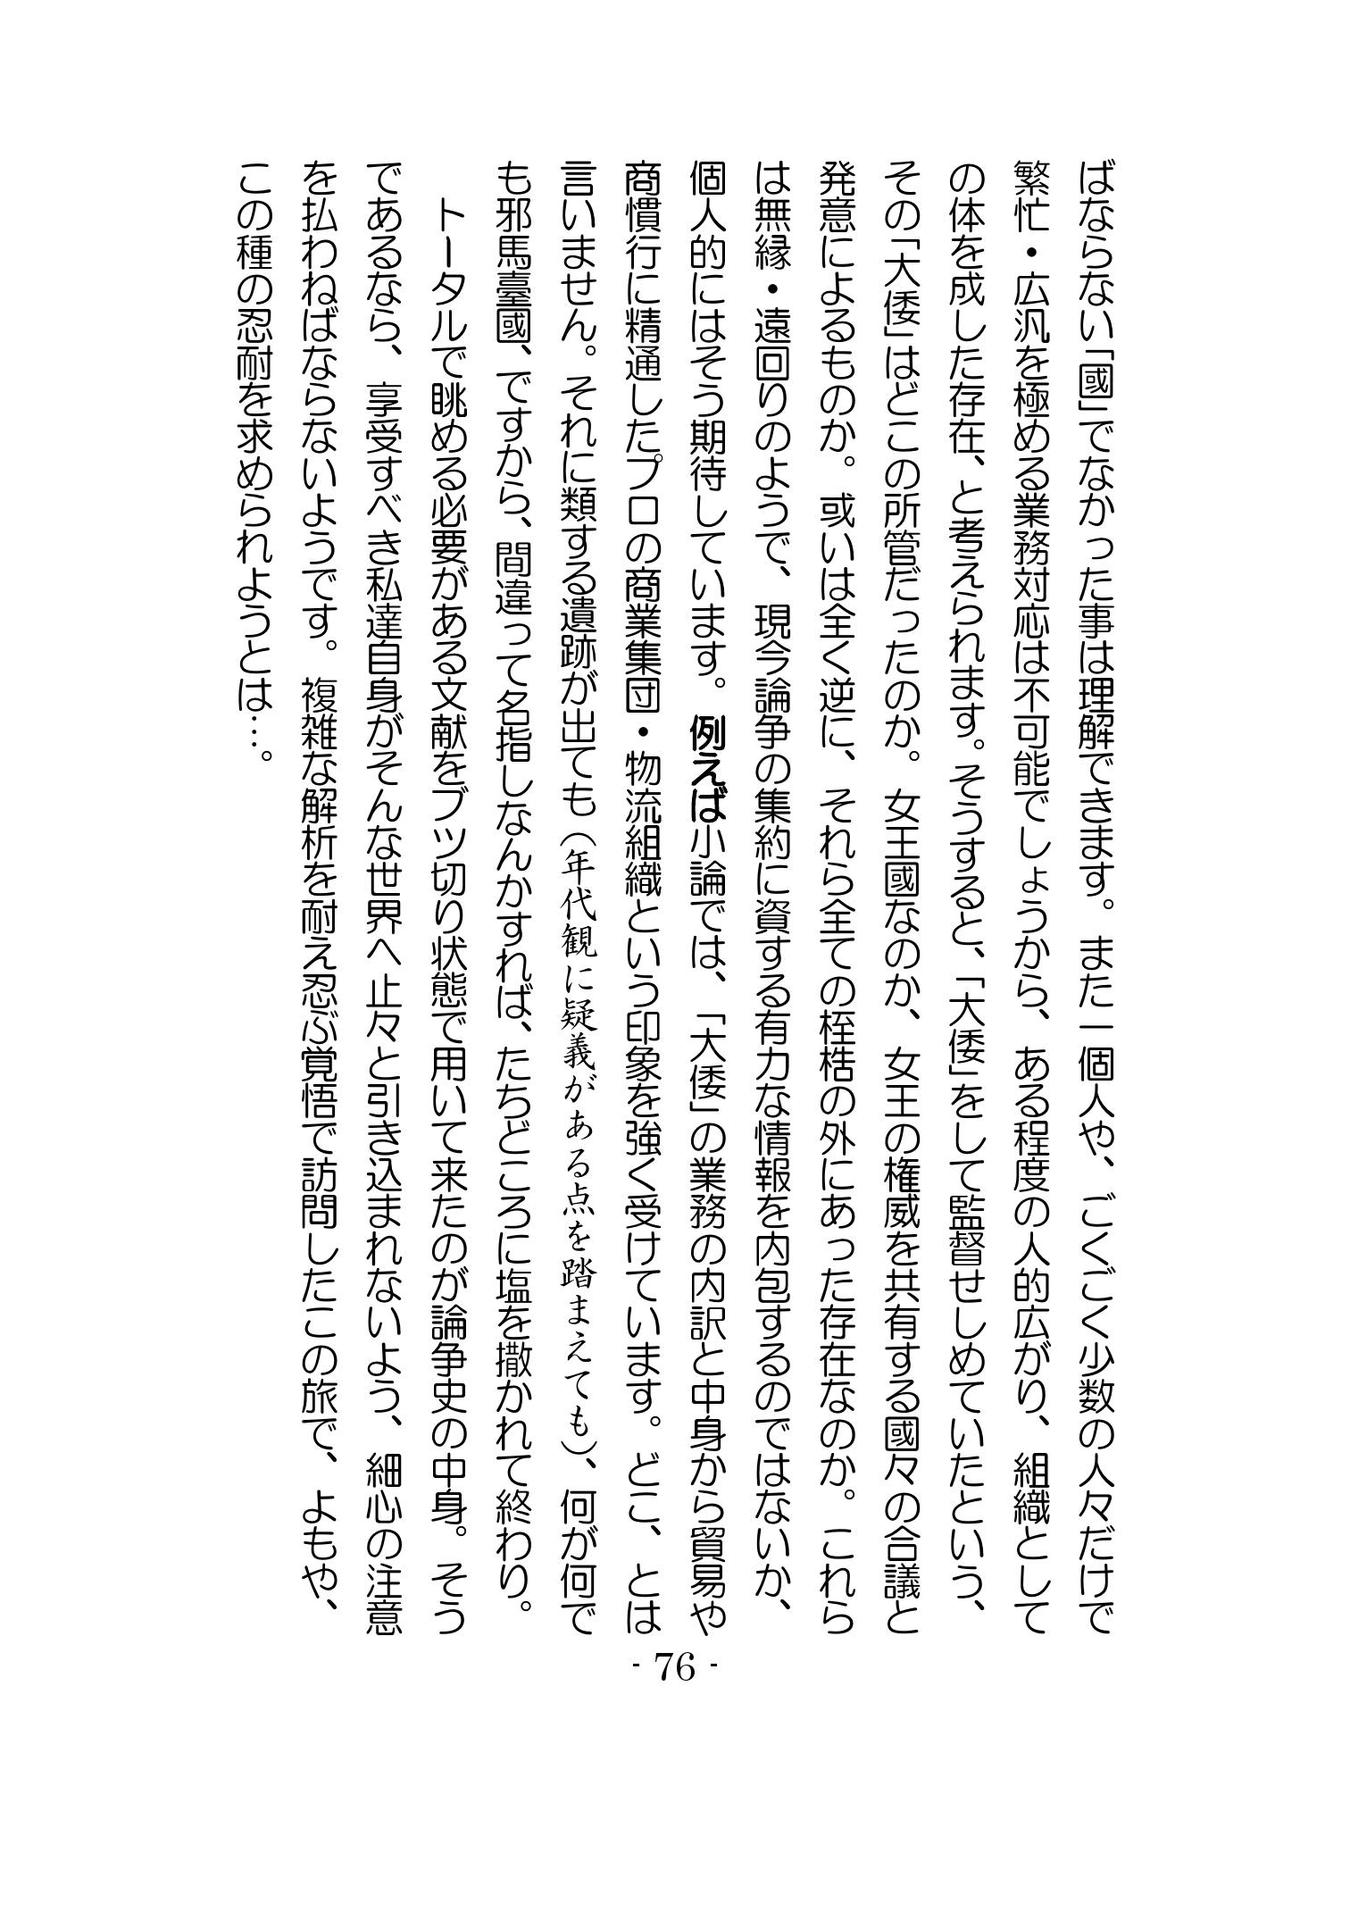 ばならない「國」でなかった事は理解できます。また一個人や、ごくごく少数の人々だけで
繁忙・広汎を極める業務対応は不可能でしょうから、ある程度の人的広がり、組織として
の体を成した存在、と考えられます。そうすると、「大倭」をして監督せしめていたという、
その「大倭」はどこの所管だったのか。女王國なのか、女王の権威を共有する國々の合議と
発意によるものか。或いは全く逆に、それら全ての桎梏の外にあった存在なのか。これら
は無縁・遠回りのようで、現今論争の集約に資する有力な情報を内包するのではないか、
個人的にはそう期待しています。例えば小論では、「大倭」の業務の内訳と中身から貿易や
商慣行に精通したプロの商業集団・物流組織という印象を強く受けています。どこ、とは
言いません。それに類する遺跡が出ても（年代観に疑義がある点を踏まえても）、何が何で
も邪馬臺國、ですから、間違って名指しなんかすれば、たちどころに塩を撒かれて終わり。
トータルで眺める必要がある文献をブツ切り状態で用いて来たのが論争史の中身。そう
であるなら、享受すべき私達自身がそんな世界へ止々と引き込まれないよう、細心の注意
を払わねばならないようです。複雑な解析を耐え忍ぶ覚悟で訪問したこの旅で、よもや、
この種の忍耐を求められようとは…。
- 76 -